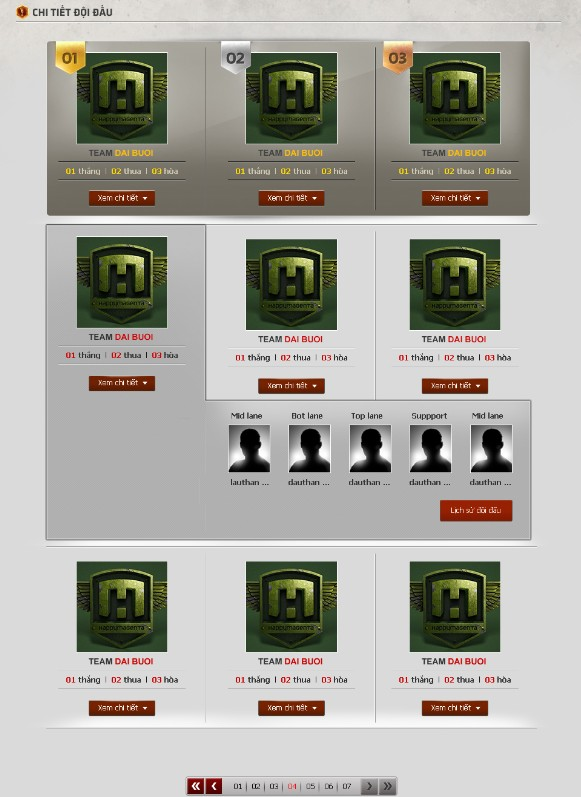 CHI TIẾT ĐỘI ĐẤU
01 02 03
TEAM DAI BUOI TEAM DAI BUOI TEAM DAI BUOI
01 thắng | 02 thua | 03 hòa 01 thắng | 02 thua | 03 hòa 01 thắng | 02 thua | 03 hòa
Xem chi tiết Xem chi tiết Xem chi tiết
TEAM DAI BUOI TEAM DAI BUOI TEAM DAI BUOI
01 thắng | 02 thua | 03 hòa 01 thắng | 02 thua | 03 hòa 01 thắng | 02 thua | 03 hòa
Xem chi tiết Xem chi tiết Xem chi tiết
Mid lane Bot lane Top lane Suppport Mid lane
lauthan ... dauthan ... dauthan ... dauthan ... dauthan ...
Lịch sử đối đấu
TEAM DAI BUOI TEAM DAI BUOI TEAM DAI BUOI
01 thắng | 02 thua | 03 hòa 01 thắng | 02 thua | 03 hòa 01 thắng | 02 thua | 03 hòa
Xem chi tiết Xem chi tiết Xem chi tiết
01 | 02 | 03 | 04 | 05 | 06 | 07